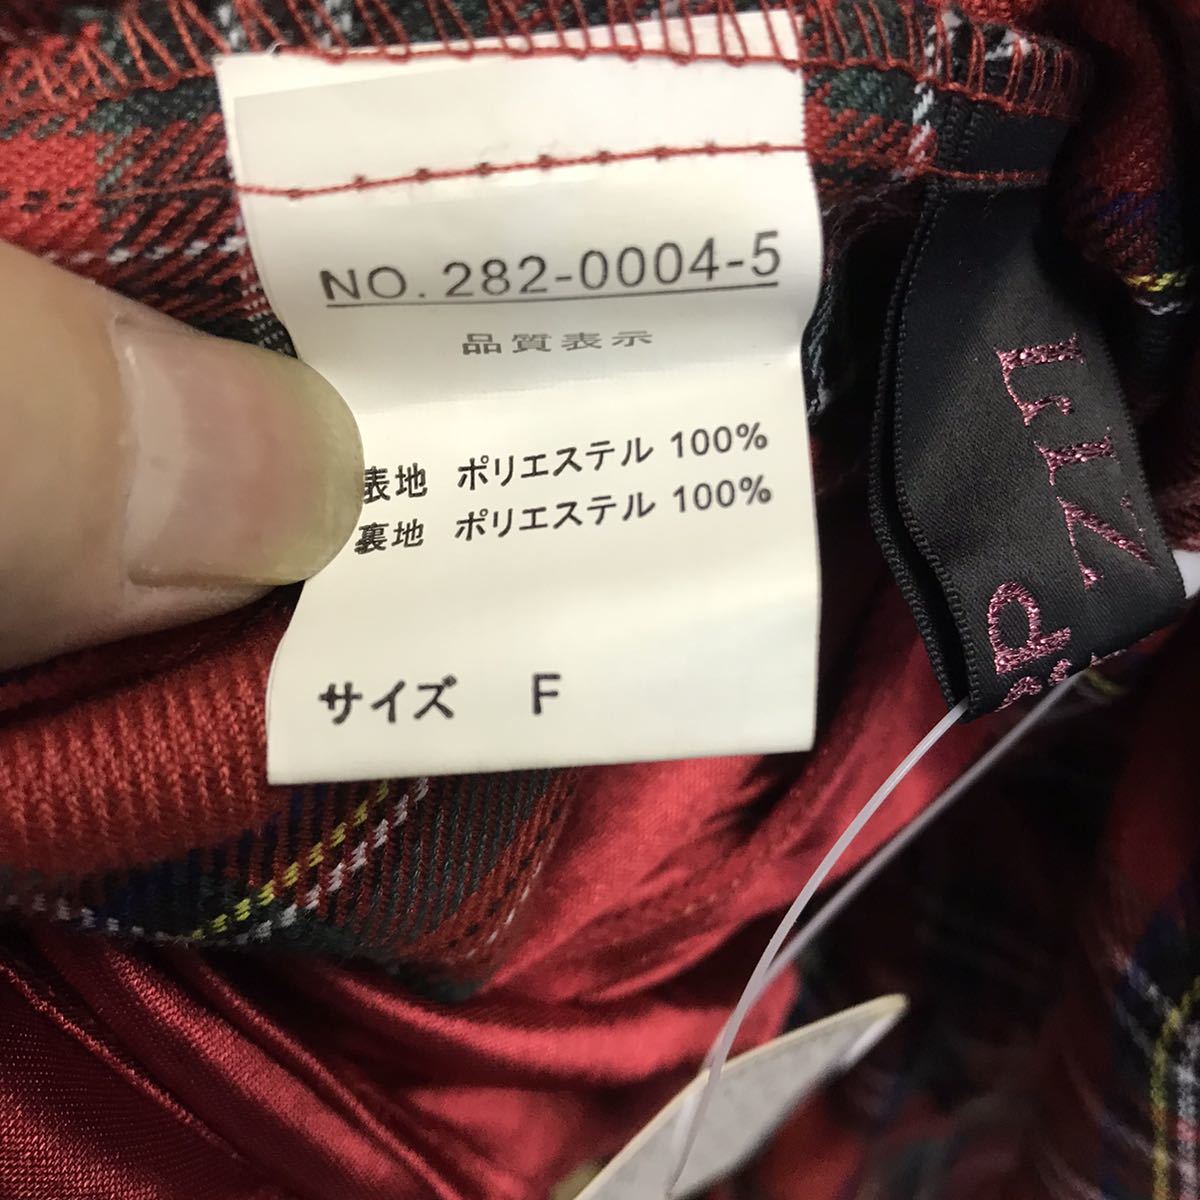 NO. 282-0004-5
品質表示
表地 ポリエステル 100%
裏地 ポリエステル 100%
サイズ F
LIZ